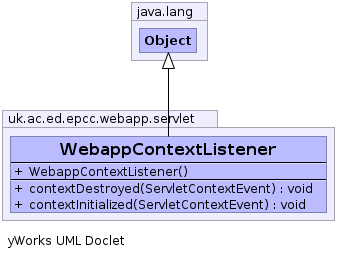 java.lang
Object
uk.ac.ed.epcc.webapp.servlet
WebappContextListener
+ WebappContextListener()
+ contextDestroyed(ServletContextEvent) : void
+ contextInitialized(ServletContextEvent) : void
yWorks UML Doclet